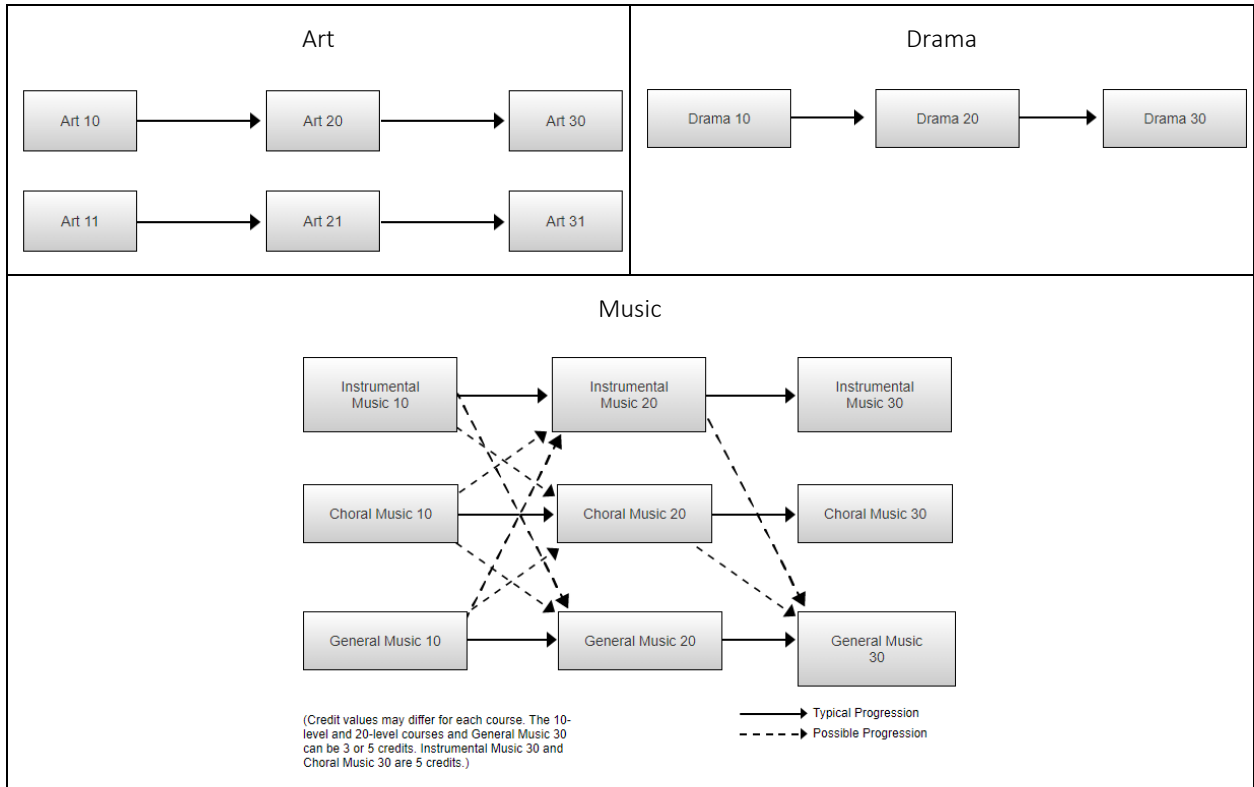 Art
Drama
Art 10
Art 20
Art 30
Art 11
Art 21
Art 31
Drama 10
Drama 20
Drama 30
Music
Instrumental
Music 10
Instrumental
Music 20
Instrumental
Music 30
Choral Music 10
Choral Music 20
Choral Music 30
General Music 10
General Music 20
General Music
30
(Credit values may differ for each course. The 10-
level and 20-level courses and General Music 30
can be 3 or 5 credits. Instrumental Music 30 and
Choral Music 30 are 5 credits.)
Typical Progression
Possible Progression